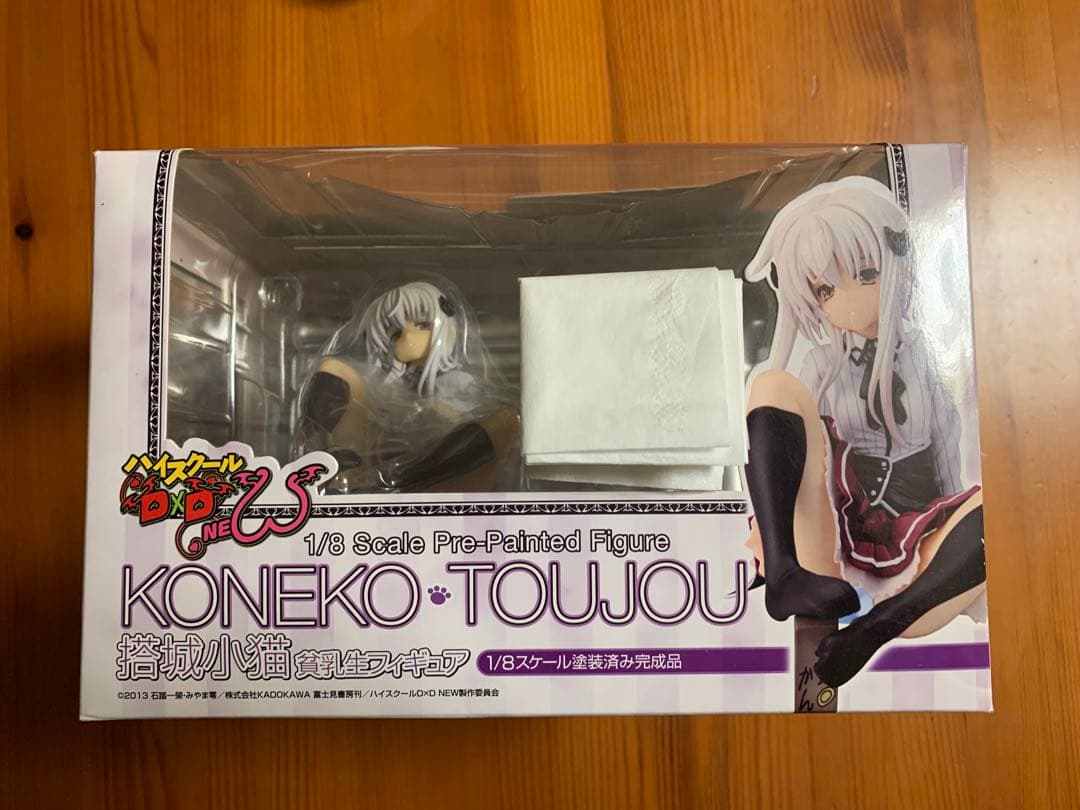 ハイスクール
D×D
NEW
1/8 Scale Pre-Painted Figure
KONEKO TOUJOU
搭城小猫 貧乳生フィギュア
1/8スケール塗装済み完成品
かん
©2013 石踏一榮・みやま零/株式会社KADOKAWA 富士見書房刊/ハイスクールD×D NEW製作委員会